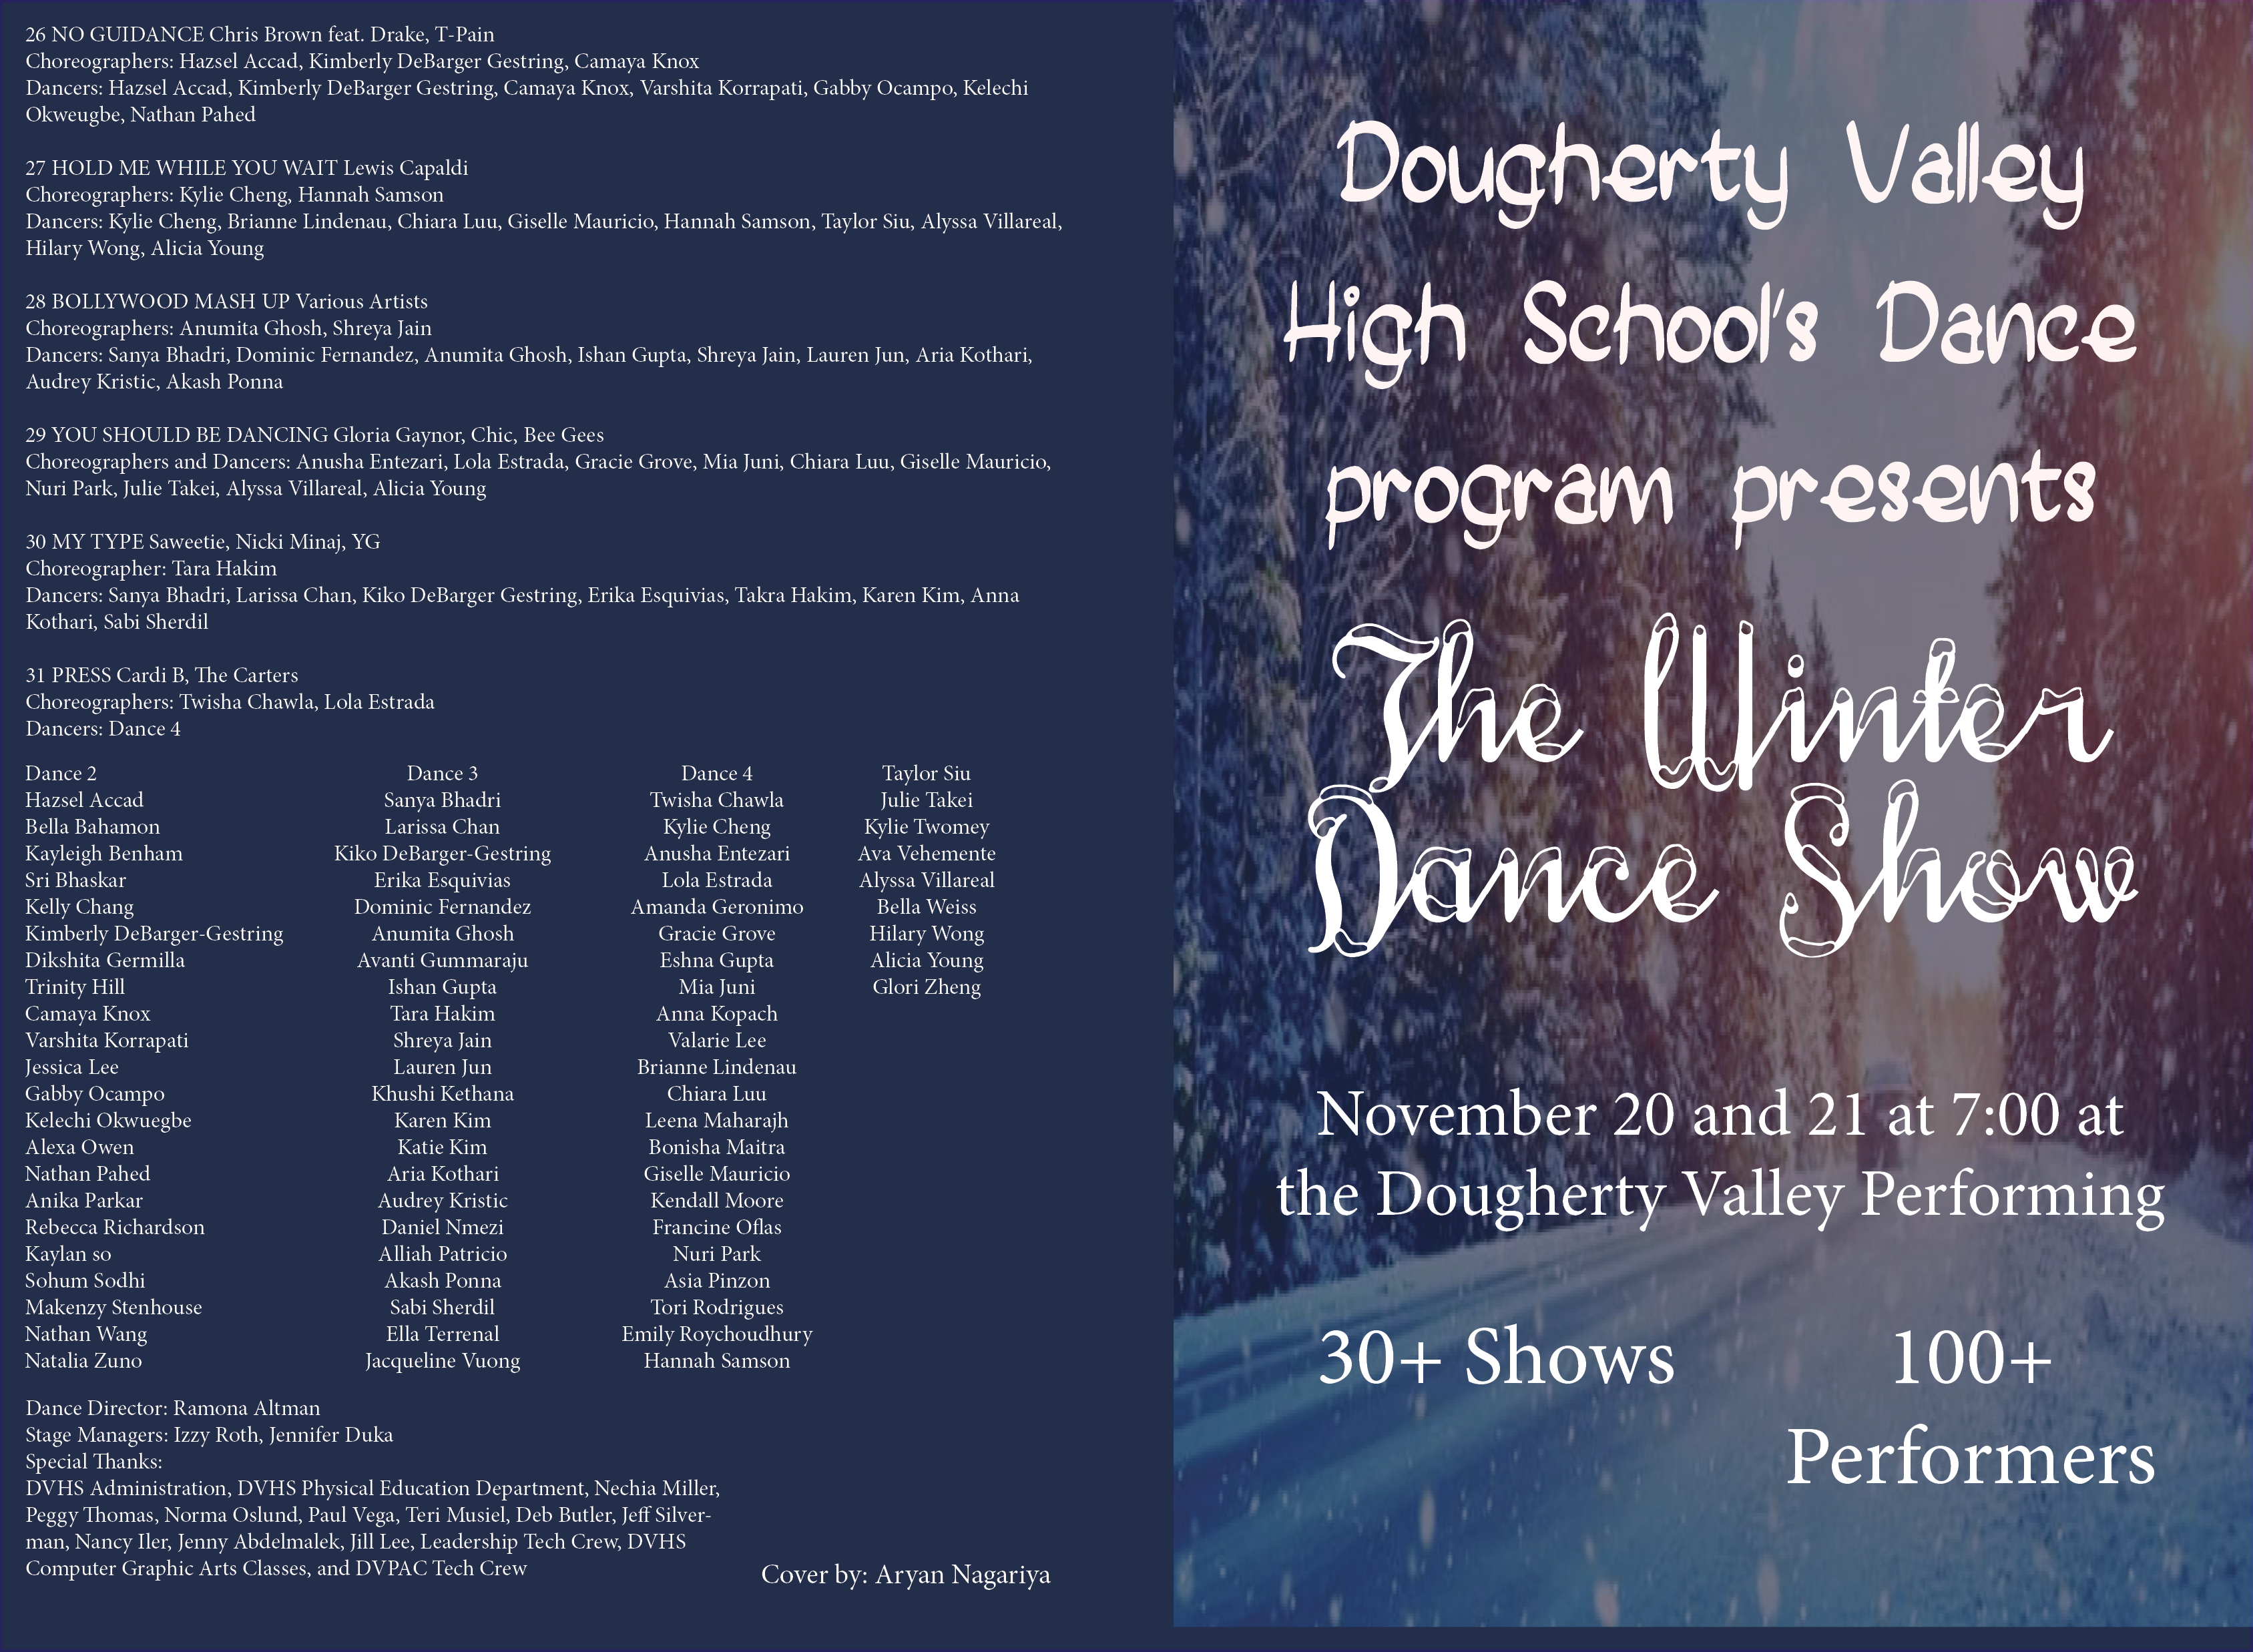 26 NO GUIDANCE Chris Brown feat. Drake, T-Pain
Choreographers: Hazsel Accad, Kimberly DeBarger Gestring, Camaya Knox
Dancers: Hazsel Accad, Kimberly DeBarger Gestring, Camaya Knox, Varshita Korrapati, Gabby Ocampo, Kelechi
Okweugbe, Nathan Pahed
27 HOLD ME WHILE YOU WAIT Lewis Capaldi
Choreographers: Kylie Cheng, Hannah Samson
Dancers: Kylie Cheng, Brianne Lindenau, Chiara Luu, Giselle Mauricio, Hannah Samson, Taylor Siu, Alyssa Villareal,
Hilary Wong, Alicia Young
28 BOLLYWOOD MASH UP Various Artists
Choreographers: Anumita Ghosh, Shreya Jain
Dancers: Sanya Bhadri, Dominic Fernandez, Anumita Ghosh, Ishan Gupta, Shreya Jain, Lauren Jun, Aria Kothari,
Audrey Kristic, Akash Ponna
29 YOU SHOULD BE DANCING Gloria Gaynor, Chic, Bee Gees
Choreographers and Dancers: Anusha Entezari, Lola Estrada, Gracie Grove, Mia Juni, Chiara Luu, Giselle Mauricio,
Nuri Park, Julie Takei, Alyssa Villareal, Alicia Young
30 MY TYPE Saweetie, Nicki Minaj, YG
Choreographer: Tara Hakim
Dancers: Sanya Bhadri, Larissa Chan, Kiko DeBarger Gestring, Erika Esquivias, Takra Hakim, Karen Kim, Anna
Kothari, Sabi Sherdil
31 PRESS Cardi B, The Carters
Choreographers: Twisha Chawla, Lola Estrada
Dancers: Dance 4
Dance 2
Hazsel Accad
Bella Bahamon
Kayleigh Benham
Sri Bhaskar
Kelly Chang
Kimberly DeBarger-Gestring
Dikshita Germilla
Trinity Hill
Camaya Knox
Varshita Korrapati
Jessica Lee
Gabby Ocampo
Kelechi Okwuegbe
Alexa Owen
Nathan Pahed
Anika Parkar
Rebecca Richardson
Kaylan so
Sohum Sodhi
Makenzy Stenhouse
Nathan Wang
Natalia Zuno
Dance 3
Sanya Bhadri
Larissa Chan
Kiko DeBarger-Gestring
Erika Esquivias
Dominic Fernandez
Anumita Ghosh
Avanti Gummaraju
Ishan Gupta
Tara Hakim
Shreya Jain
Lauren Jun
Khushi Kethana
Karen Kim
Katie Kim
Aria Kothari
Audrey Kristic
Daniel Nmezi
Alliah Patricio
Akash Ponna
Sabi Sherdil
Ella Terrenal
Jacqueline Vuong
Dance 4
Twisha Chawla
Kylie Cheng
Anusha Entezari
Lola Estrada
Amanda Geronimo
Gracie Grove
Eshna Gupta
Mia Juni
Anna Kopach
Valarie Lee
Brianne Lindenau
Chiara Luu
Leena Maharajh
Bonisha Maitra
Giselle Mauricio
Kendall Moore
Francine Oflas
Nuri Park
Asia Pinzon
Tori Rodrigues
Emily Roychoudhury
Hannah Samson
Taylor Siu
Julie Takei
Kylie Twomey
Ava Vehemente
Alyssa Villareal
Bella Weiss
Hilary Wong
Alicia Young
Glori Zheng
Dance Director: Ramona Altman
Stage Managers: Izzy Roth, Jennifer Duka
Special Thanks:
DVHS Administration, DVHS Physical Education Department, Nechia Miller,
Peggy Thomas, Norma Oslund, Paul Vega, Teri Musiel, Deb Butler, Jeff Silver-
man, Nancy Iler, Jenny Abdelmalek, Jill Lee, Leadership Tech Crew, DVHS
Computer Graphic Arts Classes, and DVPAC Tech Crew
Cover by: Aryan Nagariya
Dougherty Valley
High School's Dance
program presents
The Winter
Dance Show
November 20 and 21 at 7:00 at
the Dougherty Valley Performing
30+ Shows
100+
Performers